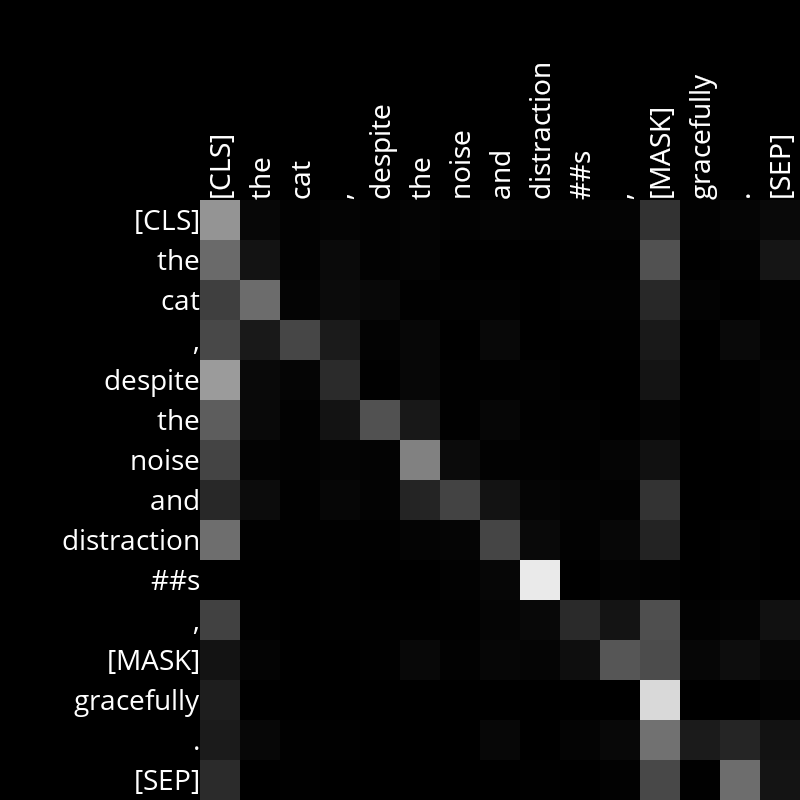 [CLS] the cat , despite the noise and distraction ##s , [MASK] gracefully . [SEP]
[CLS]
the
cat
,
despite
the
noise
and
distraction
##s
,
[MASK]
gracefully
.
[SEP]